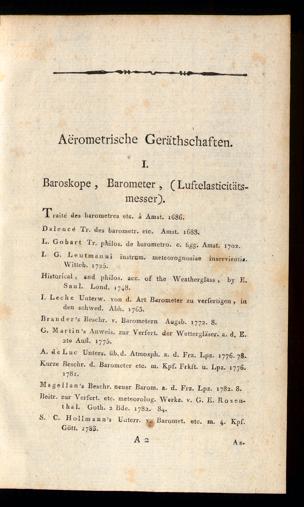 Aërometrische Geräthschaften.
I.
Baroskope, Barometer, (Luftelasticitäts-
messer).
Traité des barometres etc. à Amst. 1686.
Dalencé Tr. des barometr. etc. Amst. 1688.
L. Gobart Tr. philos. de barometro. c. figg. Amst. 1702.
I. G. Leutmanni instrum. meteorognosiae inservientia.
Witteb. 1725.
Historical, and philos. acc. of the Weatherglass, by E.
Saul. Lond. 1748.
I. Leche Unterw. von d. Art Barometer zu verfertigen, in
den schwed. Abh. 1763.
Brander's Beschr. v. Barometern Augsb. 1772. 8.
G. Martin's Anweis. zur Verfert. der Wettergläser. a. d. E.
2te Aufl. 1775.
A. de Luc Unters. üb. d. Atmosph. a. d. Frz. Lpz. 1776. 78.
Kurze Beschr. d. Barometer etc. m. Kpf. Frkft. u. Lpz. 1776.
1781.
Magellan's Beschr. neuer Barom. a. d. Frz. Lpz. 1782. 8.
Beitr. zur Verfert. etc. meteorolog. Werkz. v. G. E. Rosen-
thal. Goth. 2 Bde. 1782. 84.
S. C. Hollmann's Unterr. v. Baromet. etc. m. 4. Kpf.
Gött. 1783.
A 2